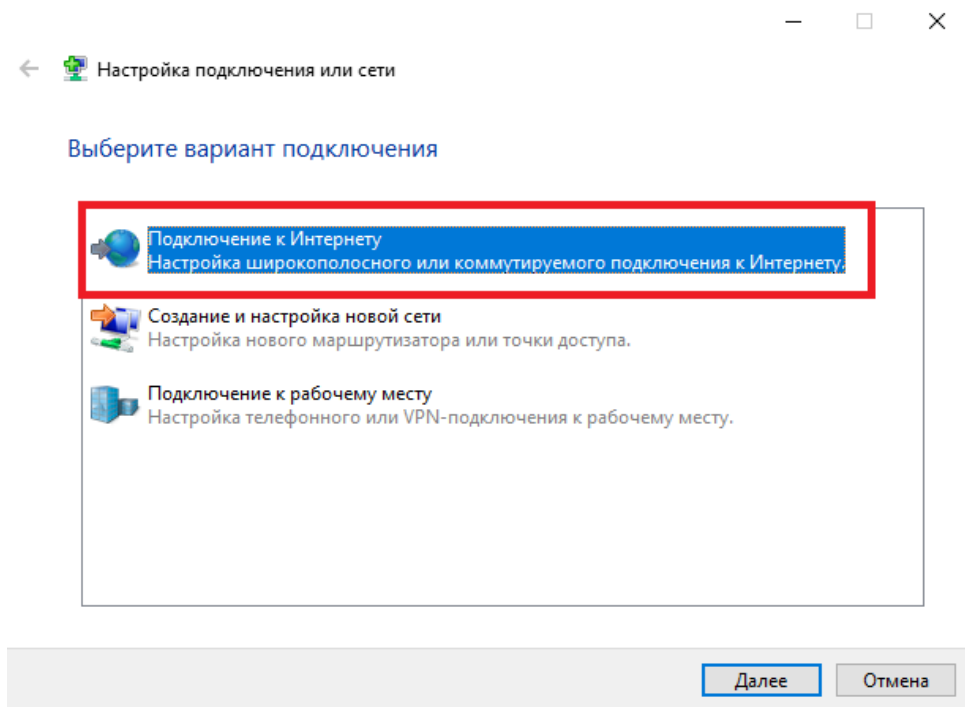 Настройка подключения или сети
Выберите вариант подключения
Подключение к Интернету
Настройка широкополосного или коммутируемого подключения к Интернету.
Создание и настройка новой сети
Настройка нового маршрутизатора или точки доступа.
Подключение к рабочему месту
Настройка телефонного или VPN-подключения к рабочему месту.
Далее
Отмена